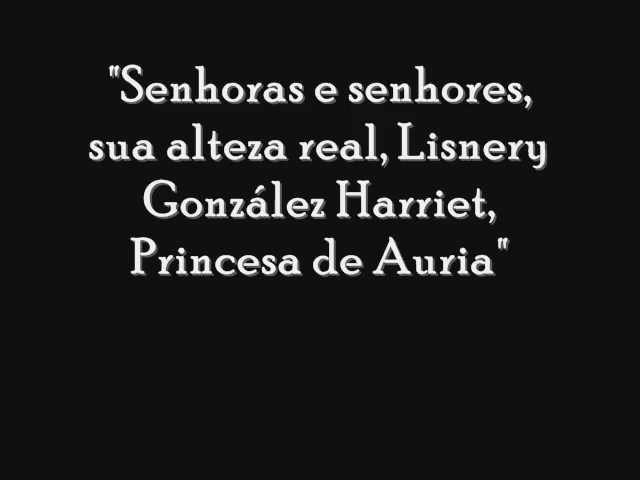 "Senhoras e senhores,
sua alteza real, Lisnery
González Harriet,
Princesa de Auria"